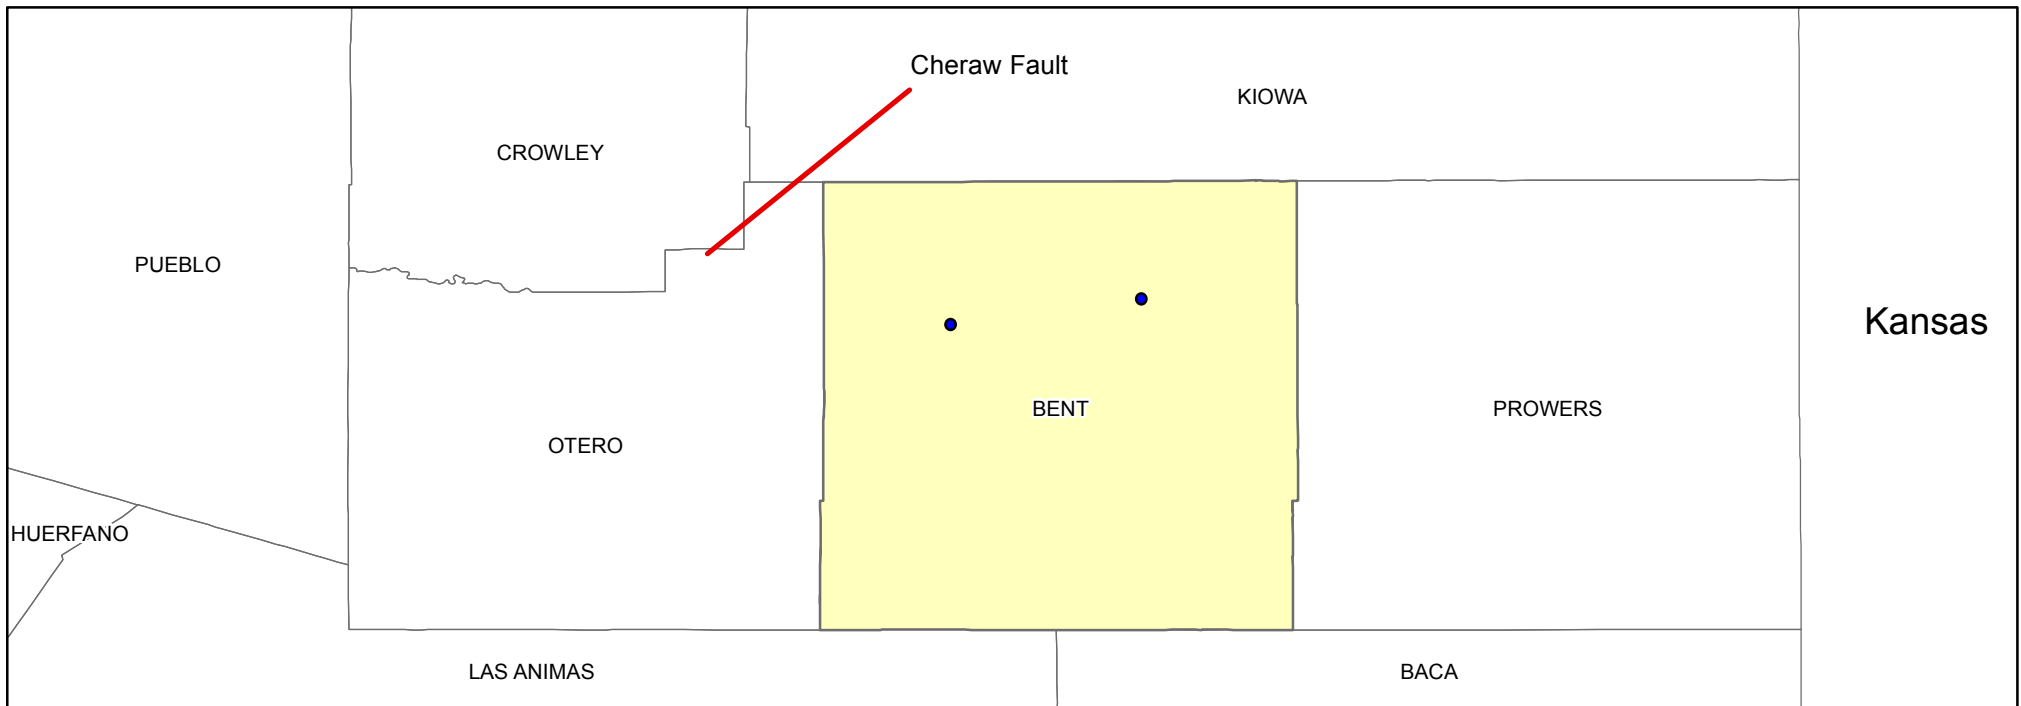 Cheraw Fault
KIOWA
CROWLEY
PUEBLO
Kansas
BENT
PROWERS
OTERO
HUERFANO
LAS ANIMAS
BACA